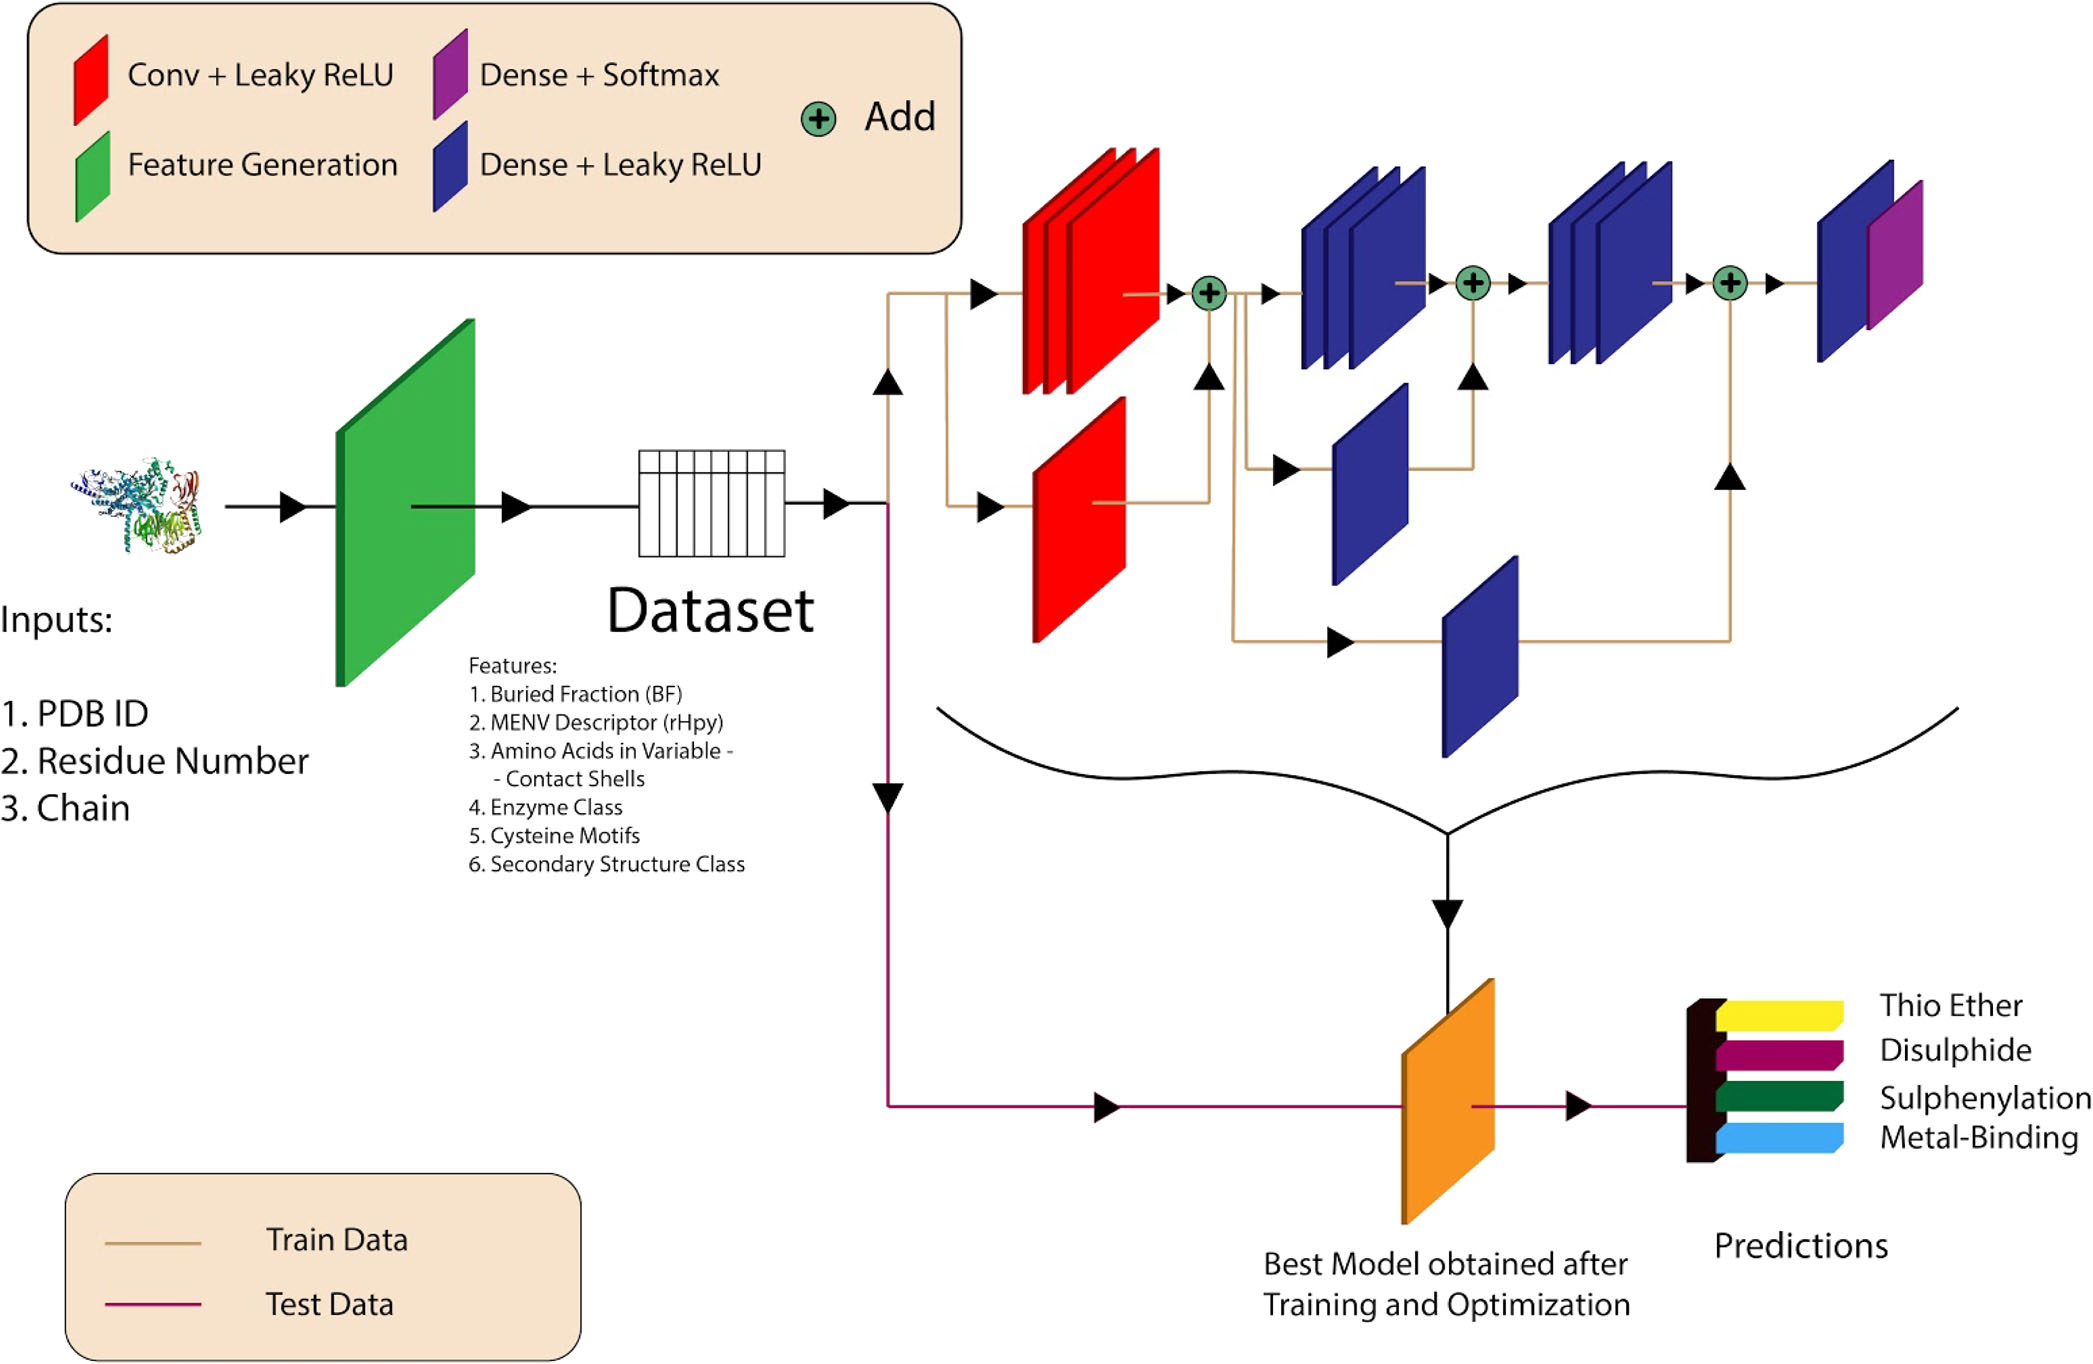 Conv + Leaky ReLU
Dense + Softmax
Add
Feature Generation
Dense + Leaky ReLU
Inputs:
1. PDB ID
2. Residue Number
3. Chain
Dataset
Features:
1. Buried Fraction (BF)
2. MENV Descriptor (rHpy)
3. Amino Acids in Variable -
- Contact Shells
4. Enzyme Class
5. Cysteine Motifs
6. Secondary Structure Class
Thio Ether
Disulphide
Sulphenylation
Metal-Binding
Predictions
Best Model obtained after
Training and Optimization
Train Data
Test Data